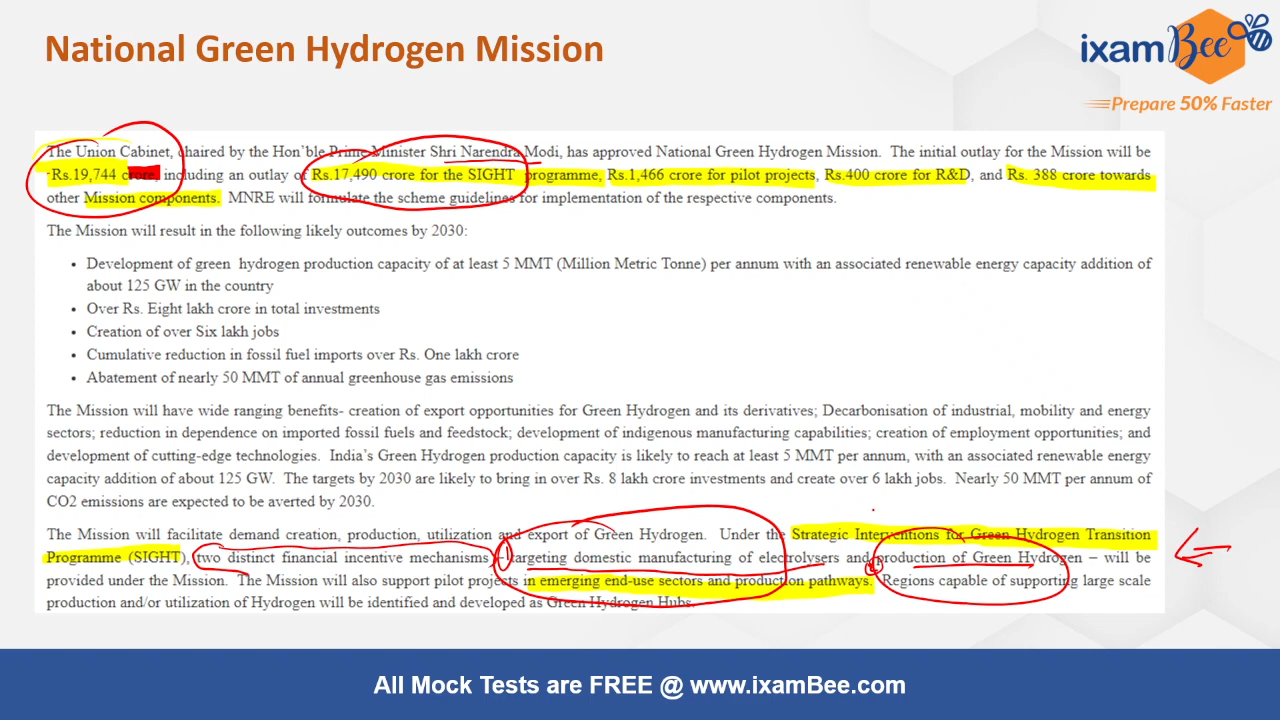 National Green Hydrogen Mission
ixamBee
Prepare 50% Faster
The Union Cabinet, chaired by the Hon'ble Prime Minister Shri Narendra Modi, has approved National Green Hydrogen Mission. The initial outlay for the Mission will be
Rs.19,744 crore, including an outlay of Rs.17,490 crore for the SIGHT programme, Rs.1,466 crore for pilot projects, Rs.400 crore for R&D, and Rs. 388 crore towards
other Mission components. MNRE will formulate the scheme guidelines for implementation of the respective components.
The Mission will result in the following likely outcomes by 2030:
• Development of green hydrogen production capacity of at least 5 MMT (Million Metric Tonne) per annum with an associated renewable energy capacity addition of
about 125 GW in the country
• Over Rs. Eight lakh crore in total investments
• Creation of over Six lakh jobs
• Cumulative reduction in fossil fuel imports over Rs. One lakh crore
• Abatement of nearly 50 MMT of annual greenhouse gas emissions
The Mission will have wide ranging benefits- creation of export opportunities for Green Hydrogen and its derivatives; Decarbonisation of industrial, mobility and energy
sectors; reduction in dependence on imported fossil fuels and feedstock; development of indigenous manufacturing capabilities; creation of employment opportunities; and
development of cutting-edge technologies. India's Green Hydrogen production capacity is likely to reach at least 5 MMT per annum, with an associated renewable energy
capacity addition of about 125 GW. The targets by 2030 are likely to bring in over Rs. 8 lakh crore investments and create over 6 lakh jobs. Nearly 50 MMT per annum of
CO2 emissions are expected to be averted by 2030.
The Mission will facilitate demand creation, production, utilization and export of Green Hydrogen. Under the Strategic Interventions for Green Hydrogen Transition
Programme (SIGHT), two distinct financial incentive mechanisms 1 targeting domestic manufacturing of electrolysers and 2 production of Green Hydrogen – will be
provided under the Mission. The Mission will also support pilot projects in emerging end-use sectors and production pathways. Regions capable of supporting large scale
production and/or utilization of Hydrogen will be identified and developed as Green Hydrogen Hubs.
All Mock Tests are FREE @ www.ixamBee.com